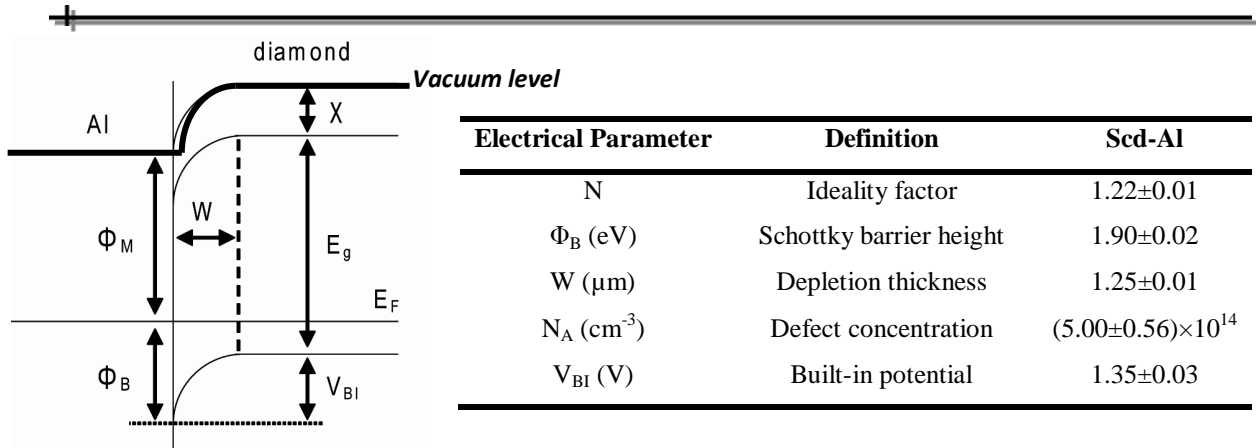 diamond
Vacuum level
Al
X
W
Φ_M
E_g
E_F
Φ_B
V_BI
Electrical Parameter Definition Scd-Al
N Ideality factor 1.22±0.01
Φ_B (eV) Schottky barrier height 1.90±0.02
W (µm) Depletion thickness 1.25±0.01
N_A (cm^-3) Defect concentration (5.00±0.56)×10^14
V_BI (V) Built-in potential 1.35±0.03